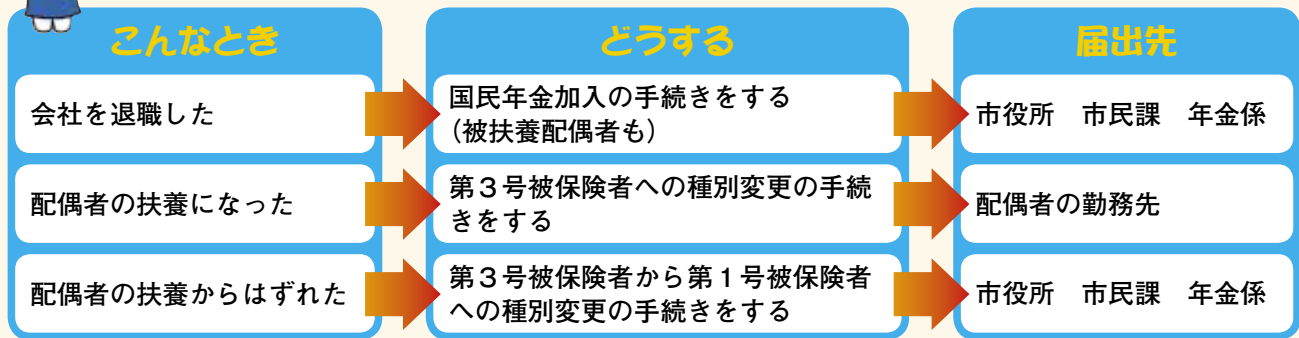 こんなとき
どうする
届出先
会社を退職した
国民年金加入の手続きをする
(被扶養配偶者も)
市役所　市民課　年金係
配偶者の扶養になった
第３号被保険者への種別変更の手続
きをする
配偶者の勤務先
配偶者の扶養からはずれた
第３号被保険者から第１号被保険者
への種別変更の手続きをする
市役所　市民課　年金係